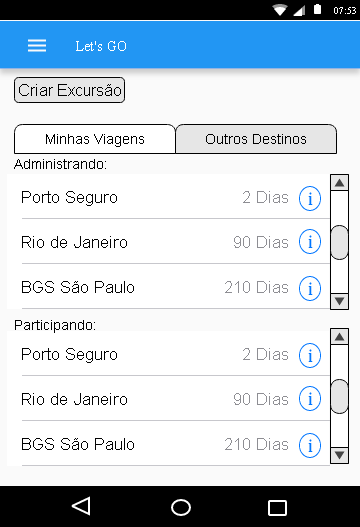 07:53
Let's GO
Criar Excursão
Minhas Viagens Outros Destinos
Administrando:
Porto Seguro 2 Dias i
Rio de Janeiro 90 Dias i
BGS São Paulo 210 Dias i
Participando:
Porto Seguro 2 Dias i
Rio de Janeiro 90 Dias i
BGS São Paulo 210 Dias i